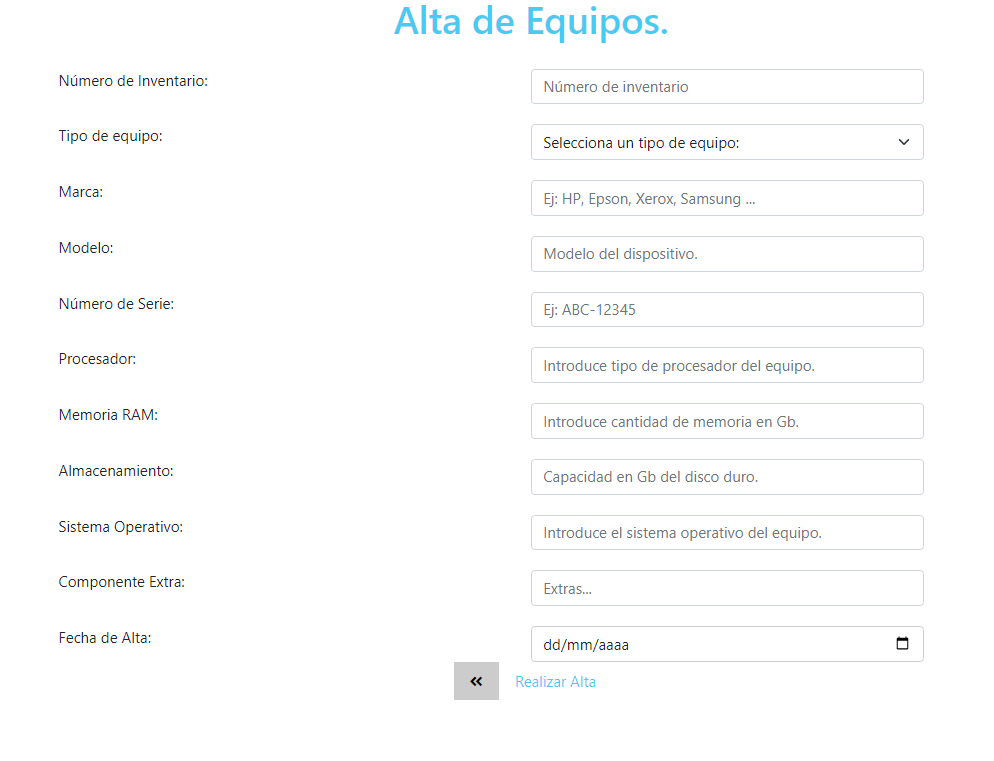 Alta de Equipos.
Número de Inventario:
Número de inventario
Tipo de equipo:
Selecciona un tipo de equipo:
Marca:
Ej: HP, Epson, Xerox, Samsung ...
Modelo:
Modelo del dispositivo.
Número de Serie:
Ej: ABC-12345
Procesador:
Introduce tipo de procesador del equipo.
Memoria RAM:
Introduce cantidad de memoria en Gb.
Almacenamiento:
Capacidad en Gb del disco duro.
Sistema Operativo:
Introduce el sistema operativo del equipo.
Componente Extra:
Extras...
Fecha de Alta:
dd/mm/aaaa
Realizar Alta